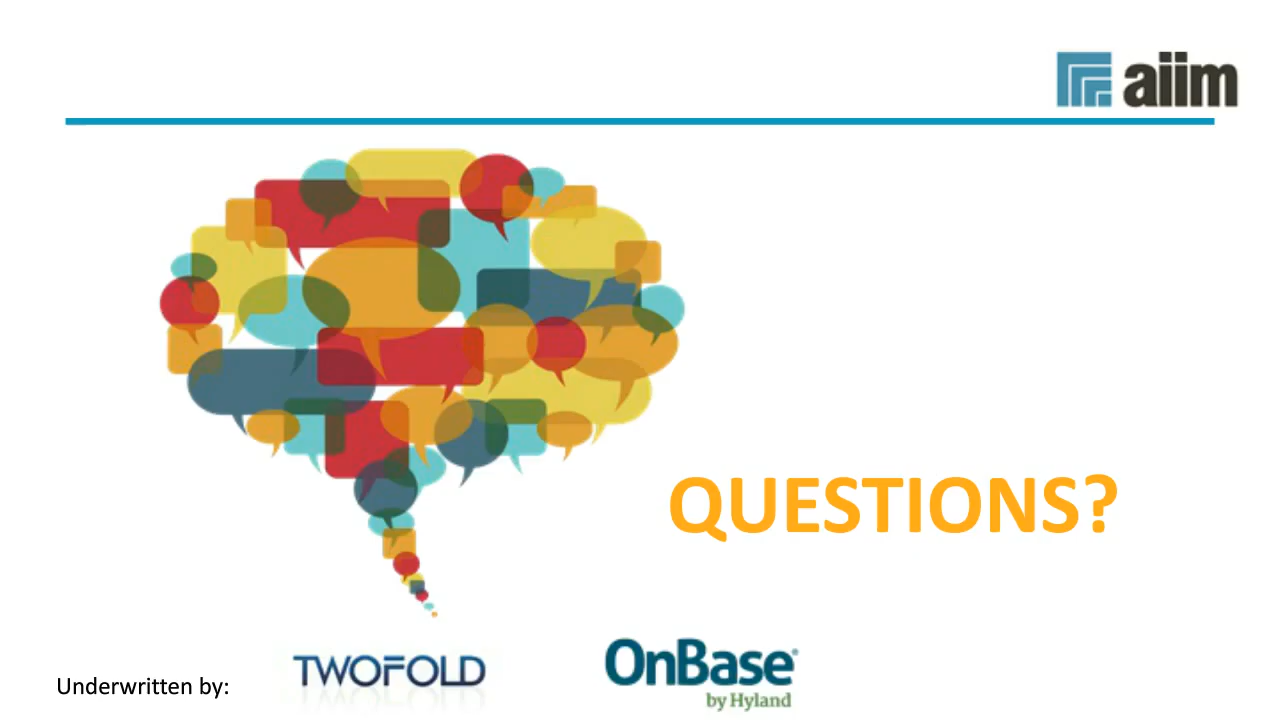 aiim
QUESTIONS?
Underwritten by:
TWOFOLD
OnBase®
by Hyland